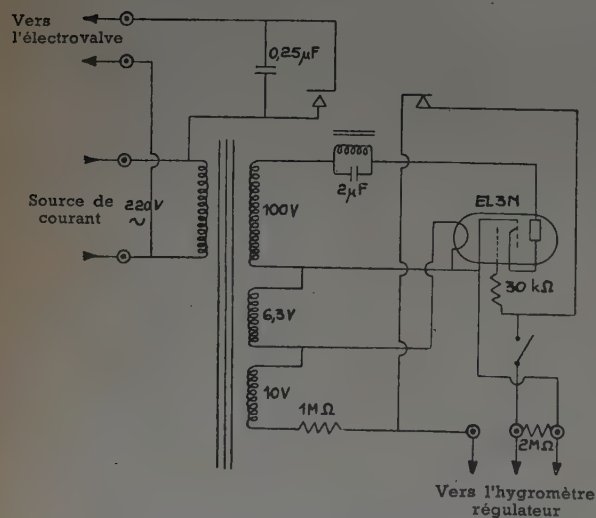 Vers
l'électrovalve
0,25µF
2µF
EL3N
Source de
courant
220V
~
100V
30 kΩ
6,3V
10V
1MΩ
2MΩ
Vers l'hygromètre
régulateur